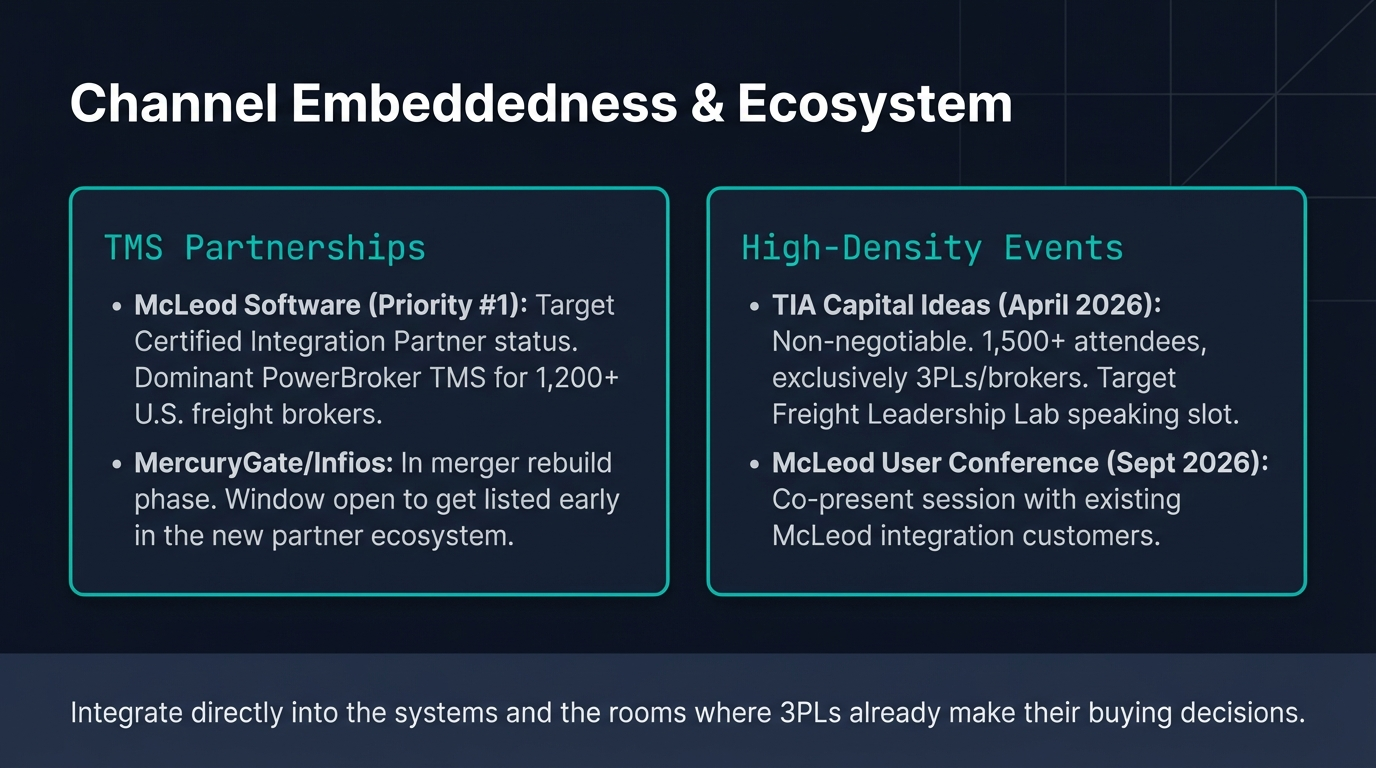 Channel Embeddedness & Ecosystem
TMS Partnerships
• McLeod Software (Priority #1): Target
Certified Integration Partner status.
Dominant PowerBroker TMS for 1,200+
U.S. freight brokers.
• MercuryGate/Infios: In merger rebuild
phase. Window open to get listed early
in the new partner ecosystem.
High-Density Events
• TIA Capital Ideas (April 2026):
Non-negotiable. 1,500+ attendees,
exclusively 3PLs/brokers. Target
Freight Leadership Lab speaking slot.
• McLeod User Conference (Sept 2026):
Co-present session with existing
McLeod integration customers.
Integrate directly into the systems and the rooms where 3PLs already make their buying decisions.